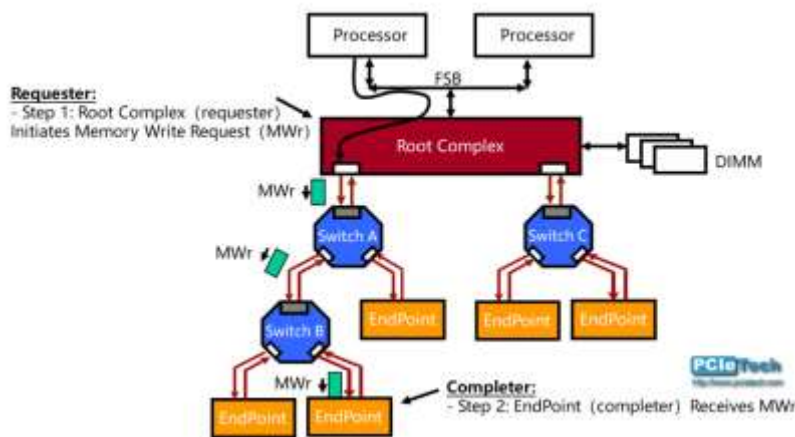 Processor
Processor
FSB
Requester:
- Step 1: Root Complex (requester)
Initiates Memory Write Request (MWr)
Root Complex
DIMM
MWr
Switch A
Switch C
MWr
EndPoint
EndPoint
EndPoint
Switch B
PCIeTech
MWr
Completer:
- Step 2: EndPoint (completer) Receives MWr
EndPoint
EndPoint